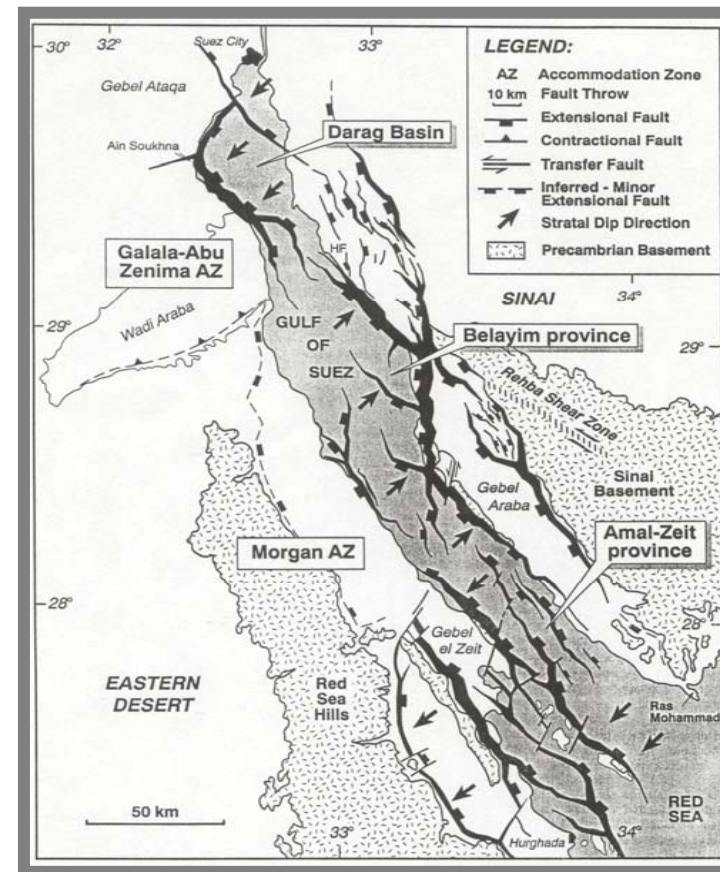 30°
32°
Suez City
33°
Gebel Ataqa
Ain Soukhna
Darag Basin
LEGEND:
AZ Accommodation Zone
10 km Fault Throw
Extensional Fault
Contractional Fault
Transfer Fault
Inferred - Minor
Extensional Fault
Stratal Dip Direction
Precambrian Basement
Galala-Abu
Zenima AZ
HF
SINAI
34°
Wadi Araba
29°
GULF
OF
SUEZ
Belayim province
29°
Rehba Shear Zone
Sinai
Basement
Gebel
Araba
Amal-Zeit
province
Morgan AZ
28°
28°
Gebel
el Zeit
EASTERN
DESERT
Red
Sea
Hills
Ras
Mohammad
50 km
RED
SEA
33°
Hurghada
34°